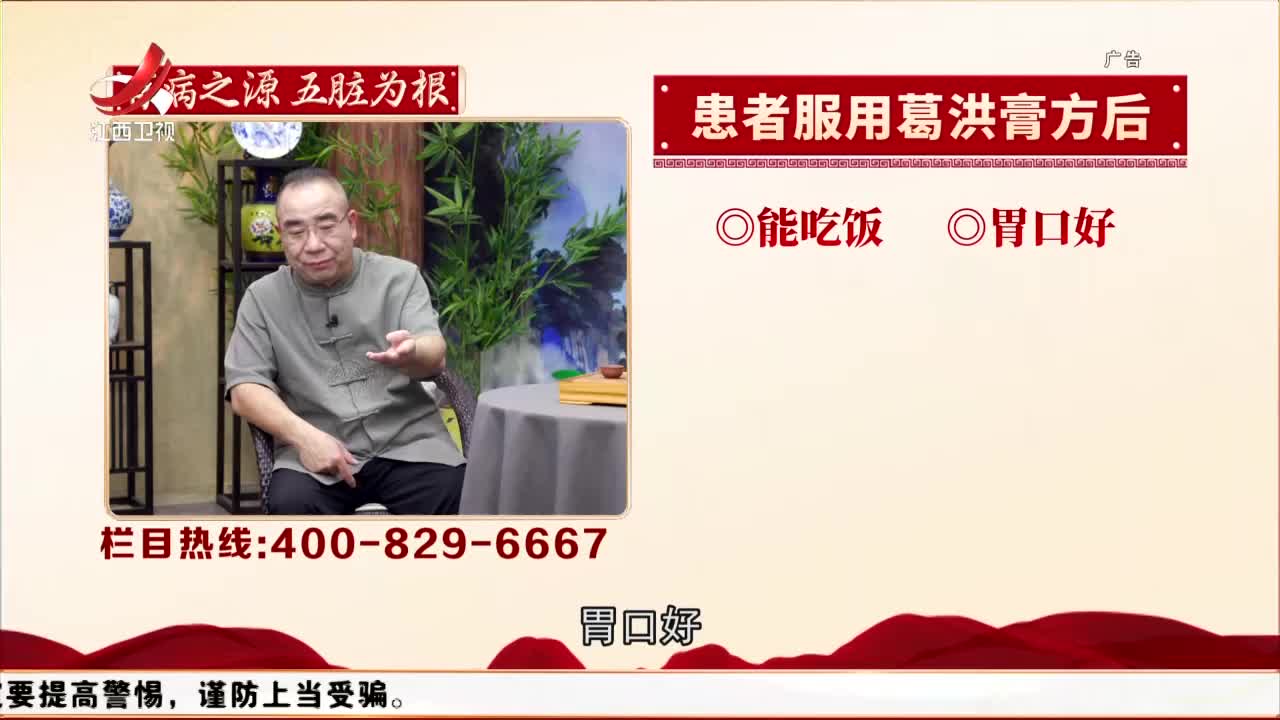 广告
病之源 五脏为根
江西卫视
患者服用葛洪膏方后
◎能吃饭 ◎胃口好
栏目热线:400-829-6667
胃口好
要提高警惕，谨防上当受骗。